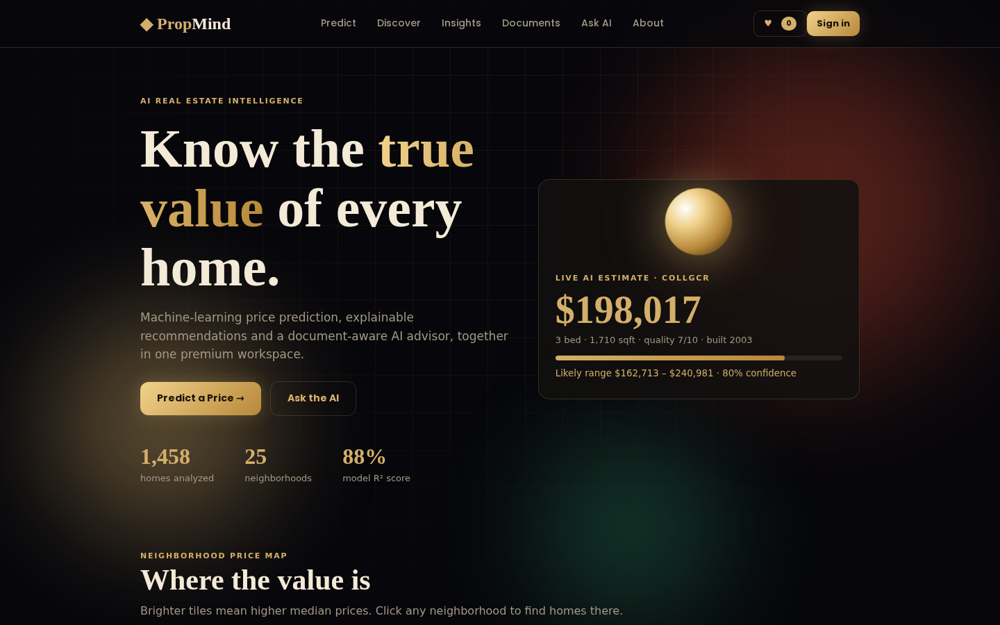 ◆ PropMind
Predict Discover Insights Documents Ask AI About
♥ 0 Sign in
AI REAL ESTATE INTELLIGENCE
Know the true
value of every
home.
Machine-learning price prediction, explainable
recommendations and a document-aware AI advisor, together
in one premium workspace.
Predict a Price → Ask the AI
1,458 25 88%
homes analyzed neighborhoods model R² score
LIVE AI ESTIMATE · COLLGCR
$198,017
3 bed · 1,710 sqft · quality 7/10 · built 2003
Likely range $162,713 – $240,981 · 80% confidence
NEIGHBORHOOD PRICE MAP
Where the value is
Brighter tiles mean higher median prices. Click any neighborhood to find homes there.